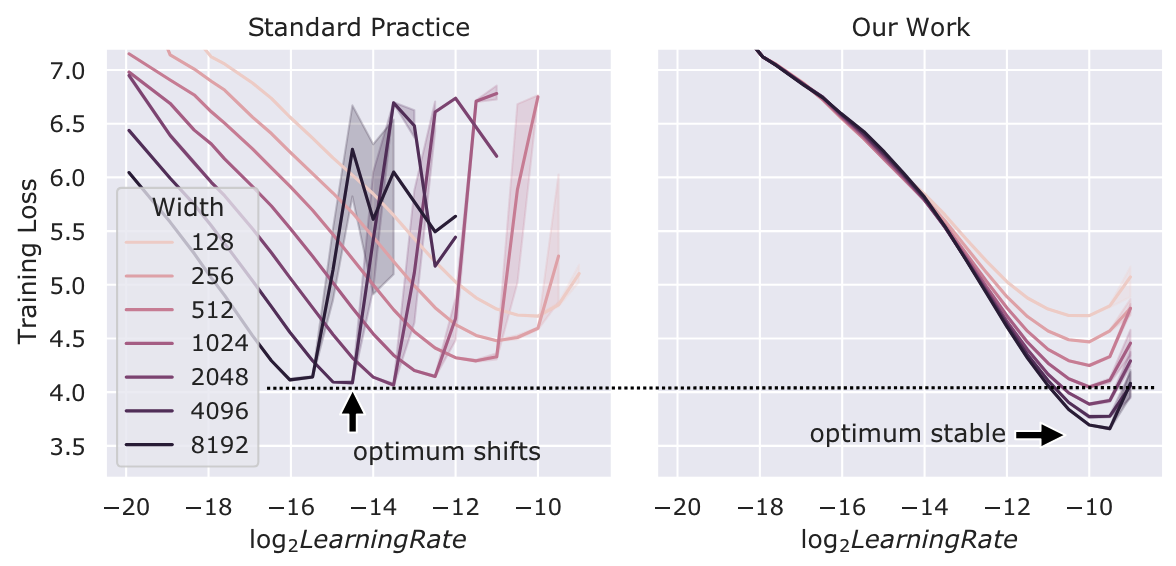 Standard Practice
Our Work
Training Loss
7.0
6.5
6.0
5.5
5.0
4.5
4.0
3.5
Width
128
256
512
1024
2048
4096
8192
optimum shifts
optimum stable
−20 −18 −16 −14 −12 −10
−20 −18 −16 −14 −12 −10
log₂LearningRate
log₂LearningRate